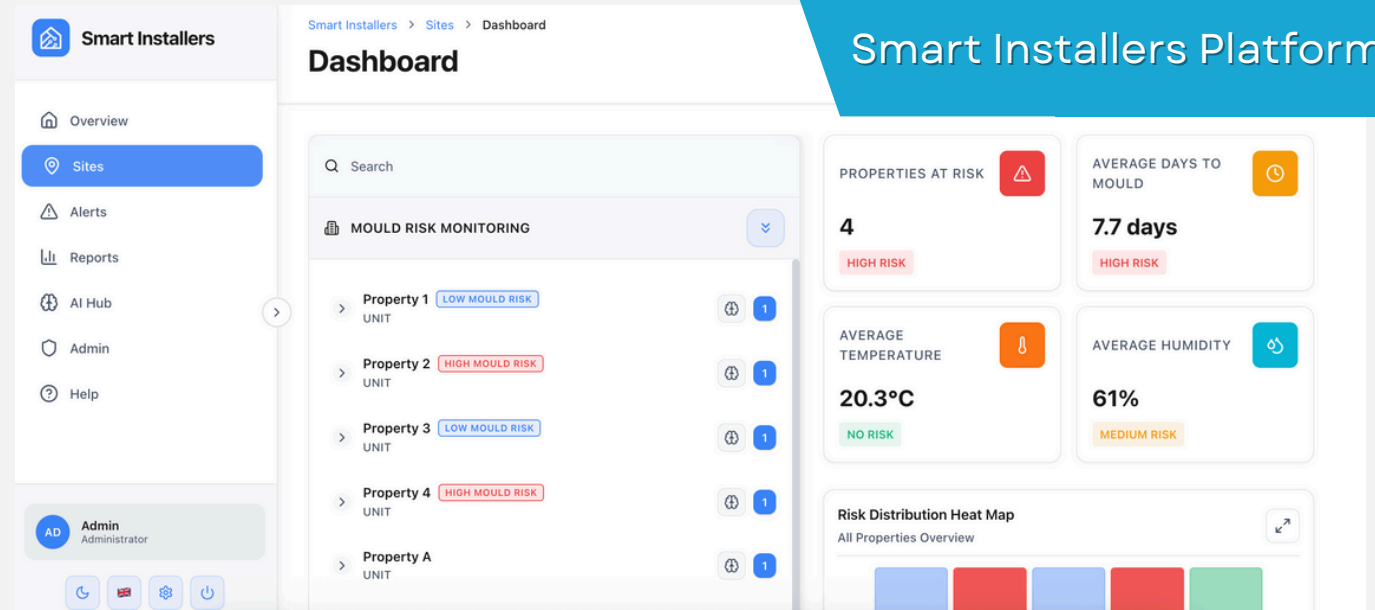 Smart Installers
Overview
Sites
Alerts
Reports
AI Hub
Admin
Help
AD
Admin
Administrator
Smart Installers > Sites > Dashboard
Dashboard
Smart Installers Platform
Search
MOULD RISK MONITORING
Property 1 LOW MOULD RISK
UNIT
1
Property 2 HIGH MOULD RISK
UNIT
1
Property 3 LOW MOULD RISK
UNIT
1
Property 4 HIGH MOULD RISK
UNIT
1
Property A
UNIT
1
PROPERTIES AT RISK
4
HIGH RISK
AVERAGE DAYS TO
MOULD
7.7 days
HIGH RISK
AVERAGE
TEMPERATURE
20.3°C
NO RISK
AVERAGE HUMIDITY
61%
MEDIUM RISK
Risk Distribution Heat Map
All Properties Overview